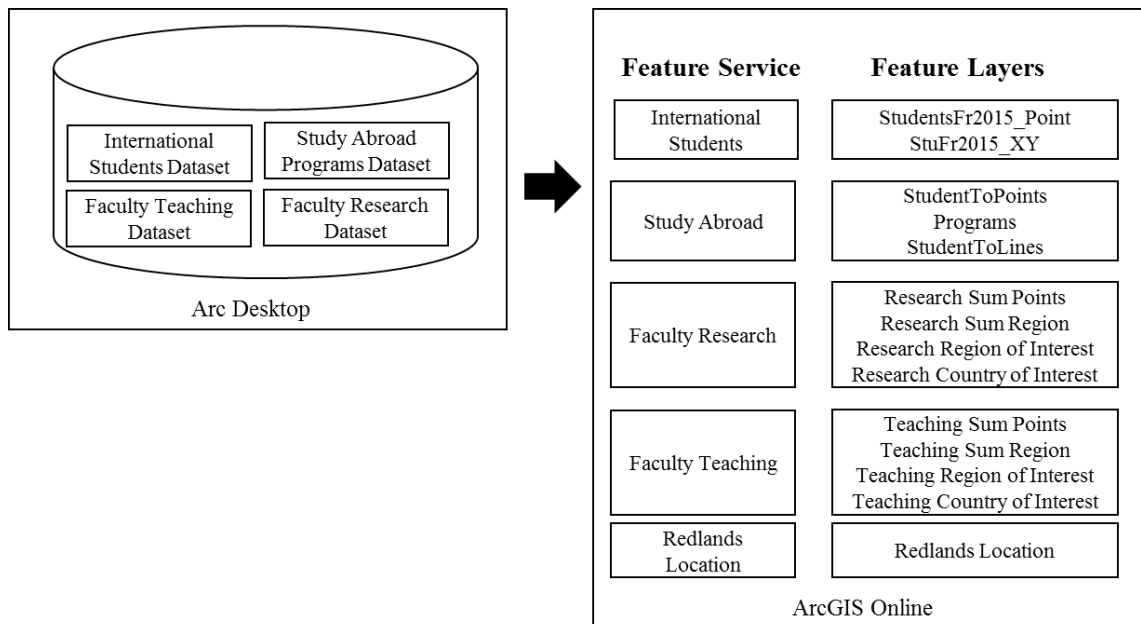 International
Students Dataset
Study Abroad
Programs Dataset
Faculty Teaching
Dataset
Faculty Research
Dataset
Arc Desktop
Feature Service
Feature Layers
International
Students
StudentsFr2015_Point
StuFr2015_XY
Study Abroad
StudentToPoints
Programs
StudentToLines
Faculty Research
Research Sum Points
Research Sum Region
Research Region of Interest
Research Country of Interest
Faculty Teaching
Teaching Sum Points
Teaching Sum Region
Teaching Region of Interest
Teaching Country of Interest
Redlands
Location
Redlands Location
ArcGIS Online